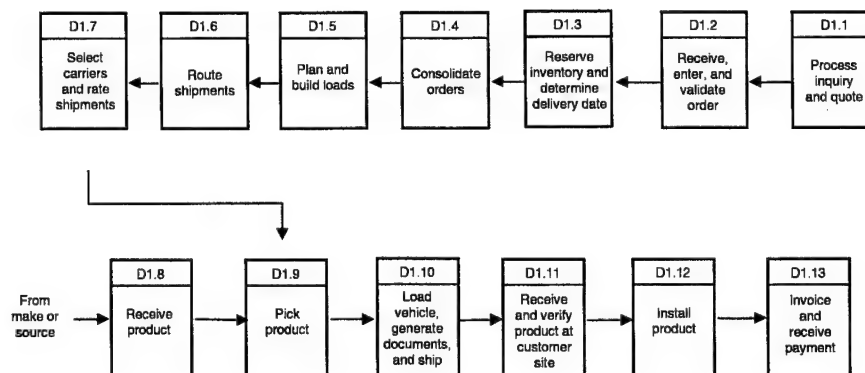 D1.7
Select
carriers
and rate
shipments
D1.6
Route
shipments
D1.5
Plan and
build loads
D1.4
Consolidate
orders
D1.3
Reserve
inventory and
determine
delivery date
D1.2
Receive,
enter, and
validate
order
D1.1
Process
inquiry
and quote
From
make or
source
D1.8
Receive
product
D1.9
Pick
product
D1.10
Load
vehicle,
generate
documents,
and ship
D1.11
Receive
and verify
product at
customer
site
D1.12
Install
product
D1.13
Invoice
and
receive
payment